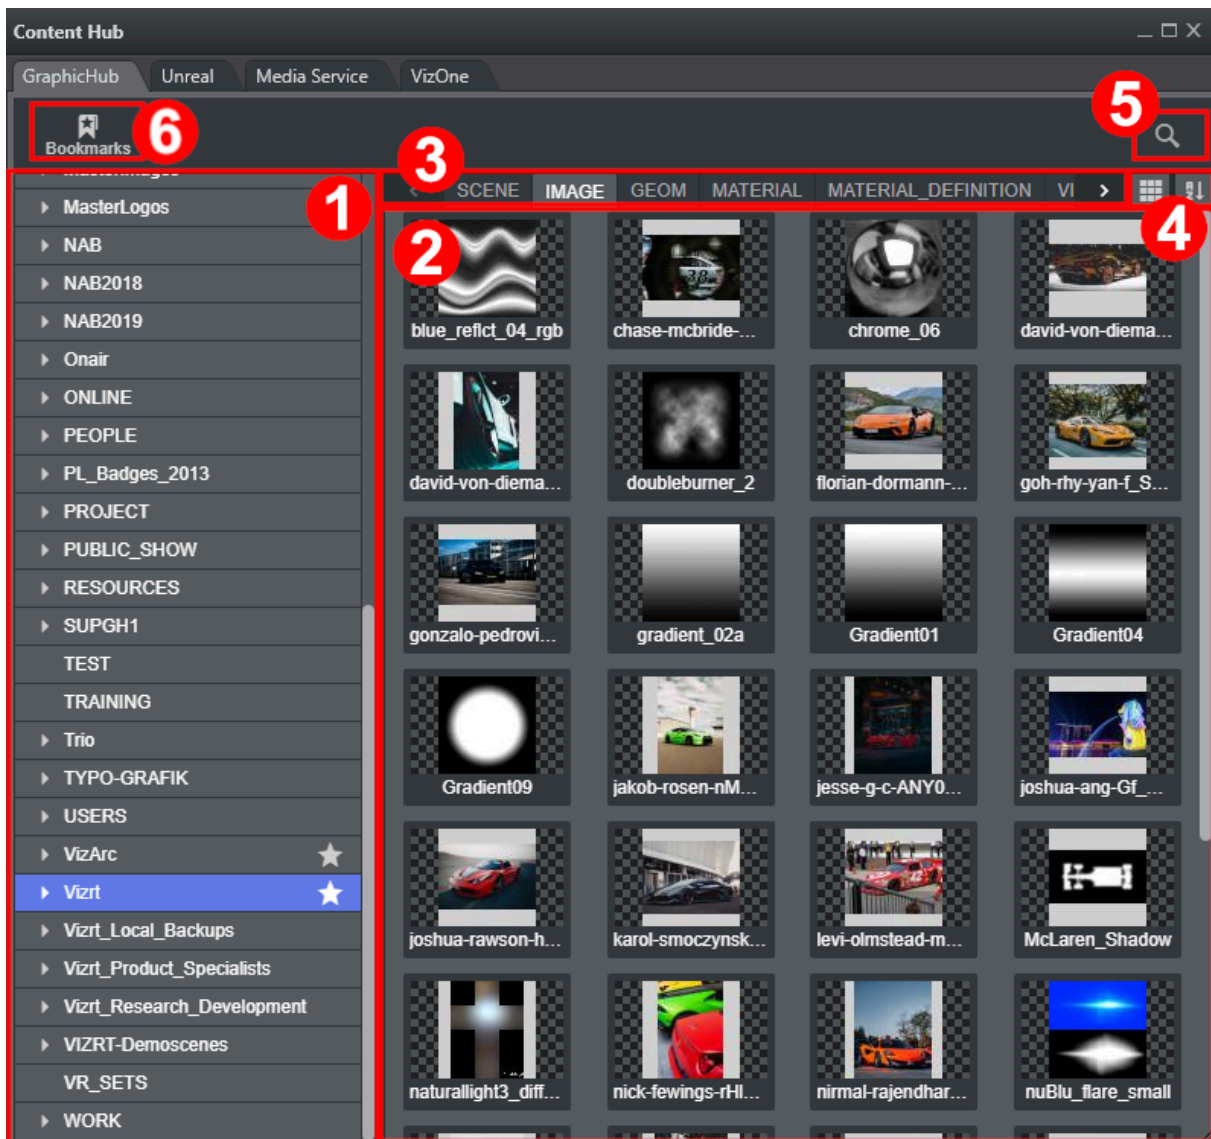 Content Hub
GraphicHub Unreal Media Service VizOne
Bookmarks
6
5
1
3
SCENE IMAGE GEOM MATERIAL MATERIAL_DEFINITION VI
4
2
MasterImages
MasterLogos
NAB
NAB2018
NAB2019
Onair
ONLINE
PEOPLE
PL_Badges_2013
PROJECT
PUBLIC_SHOW
RESOURCES
SUPGH1
TEST
TRAINING
Trio
TYPO-GRAFIK
USERS
VizArc
Vizrt
Vizrt_Local_Backups
Vizrt_Product_Specialists
Vizrt_Research_Development
VIZRT-Demoscenes
VR_SETS
WORK
blue_reflct_04_rgb chase-mcbride-... chrome_06 david-von-diema...
david-von-diema... doubleburner_2 florian-dormann-... goh-rhy-yan-f_S...
gonzalo-pedrovi... gradient_02a Gradient01 Gradient04
Gradient09 jakob-rosen-nM... jesse-g-c-ANY0... joshua-ang-Gf_...
joshua-rawson-h... karol-smoczynsk... levi-olmstead-m... McLaren_Shadow
naturallight3_diff... nick-fewings-rHl... nirmal-rajendhar... nuBlu_flare_small